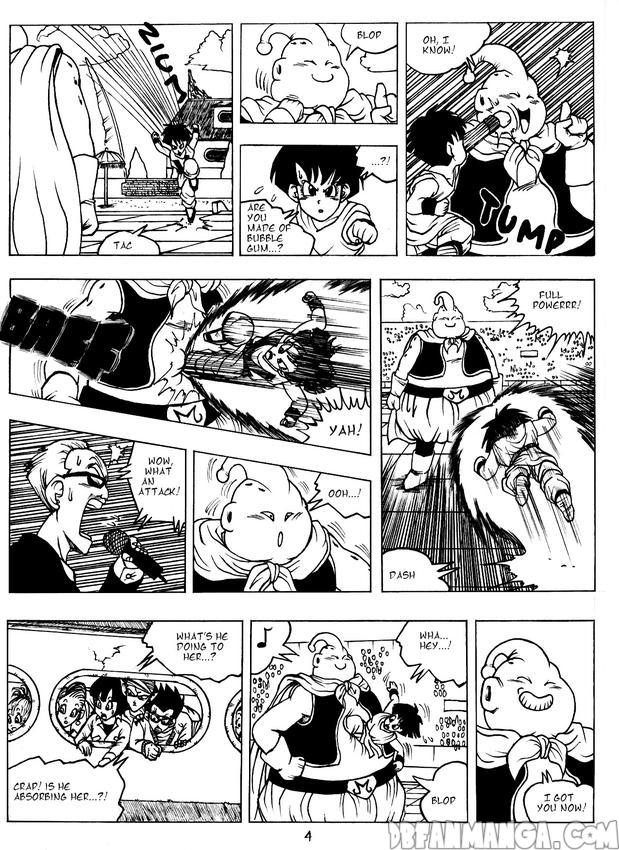 ZIUM
TAC
BLOP
...?!
ARE
YOU
MADE OF
BUBBLE
GUM...?
OH, I
KNOW!
TUMP
BAFF
YAH!
FULL
POWERRR!
DASH
WOW,
WHAT
AN
ATTACK!
OOH...!
WHAT'S HE
DOING TO
HER...?
CRAP! IS HE
ABSORBING HER...?!
♪
WHA...
HEY...!
BLOP
I GOT
YOU NOW!
4
DBFANMANGA.COM